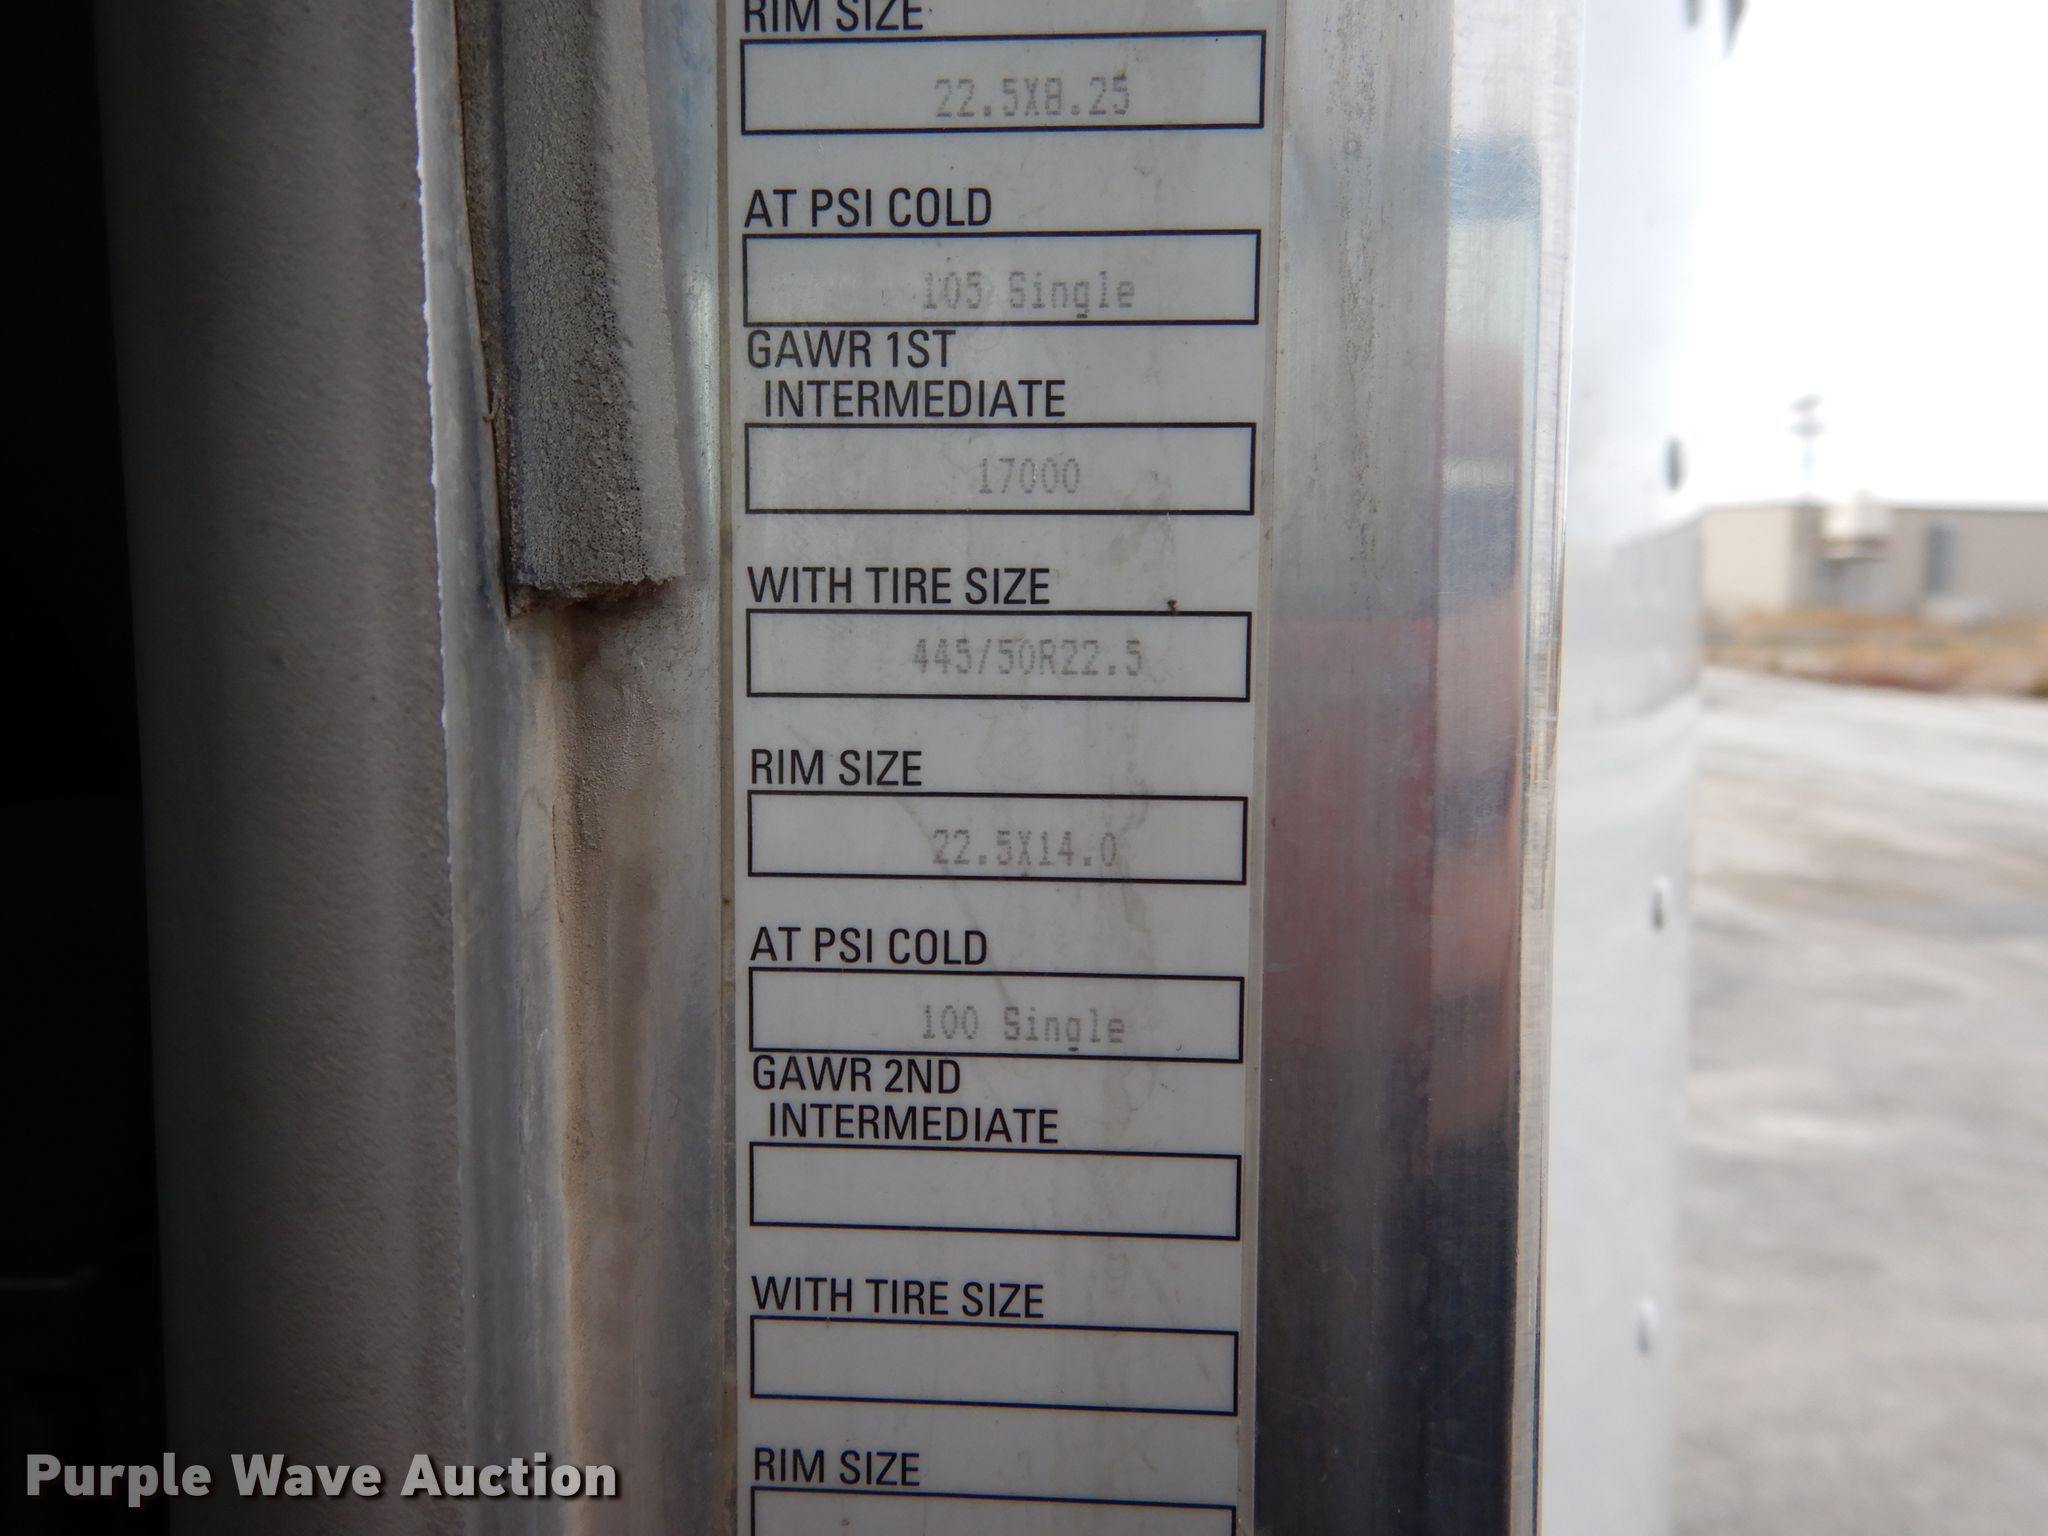 RIM SIZE
22.5X8.25
AT PSI COLD
105 Single
GAWR 1ST
INTERMEDIATE
17000
WITH TIRE SIZE
445/50R22.5
RIM SIZE
22.5X14.0
AT PSI COLD
100 Single
GAWR 2ND
INTERMEDIATE
WITH TIRE SIZE
RIM SIZE
Purple Wave Auction